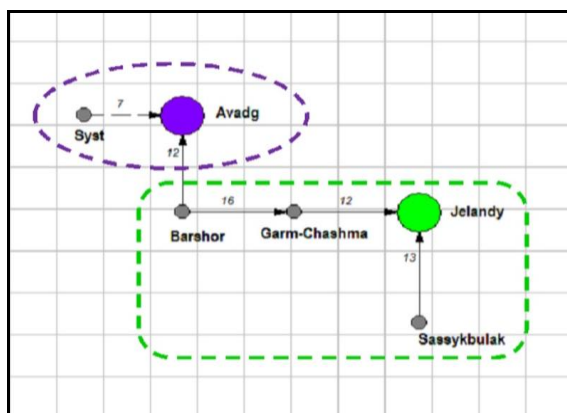 7
Avadg
Syst
12
16
12
Jelandy
Barshor
Garm-Chashma
13
Sassykbulak